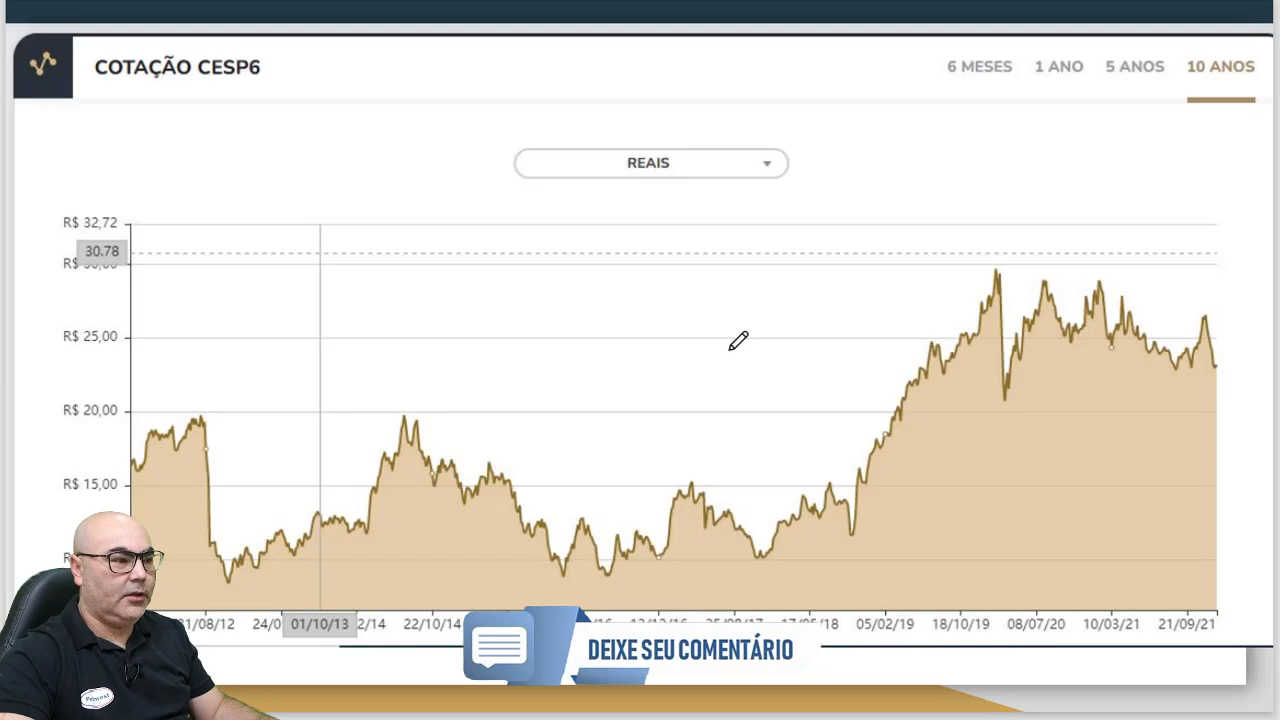 COTAÇÃO CESP6
6 MESES 1 ANO 5 ANOS 10 ANOS
REAIS
R$ 32,72
30.78
R$ 25,00
R$ 20,00
R$ 15,00
01/10/13 22/10/14 05/02/19 18/10/19 08/07/20 10/03/21 21/09/21
DEIXE SEU COMENTÁRIO